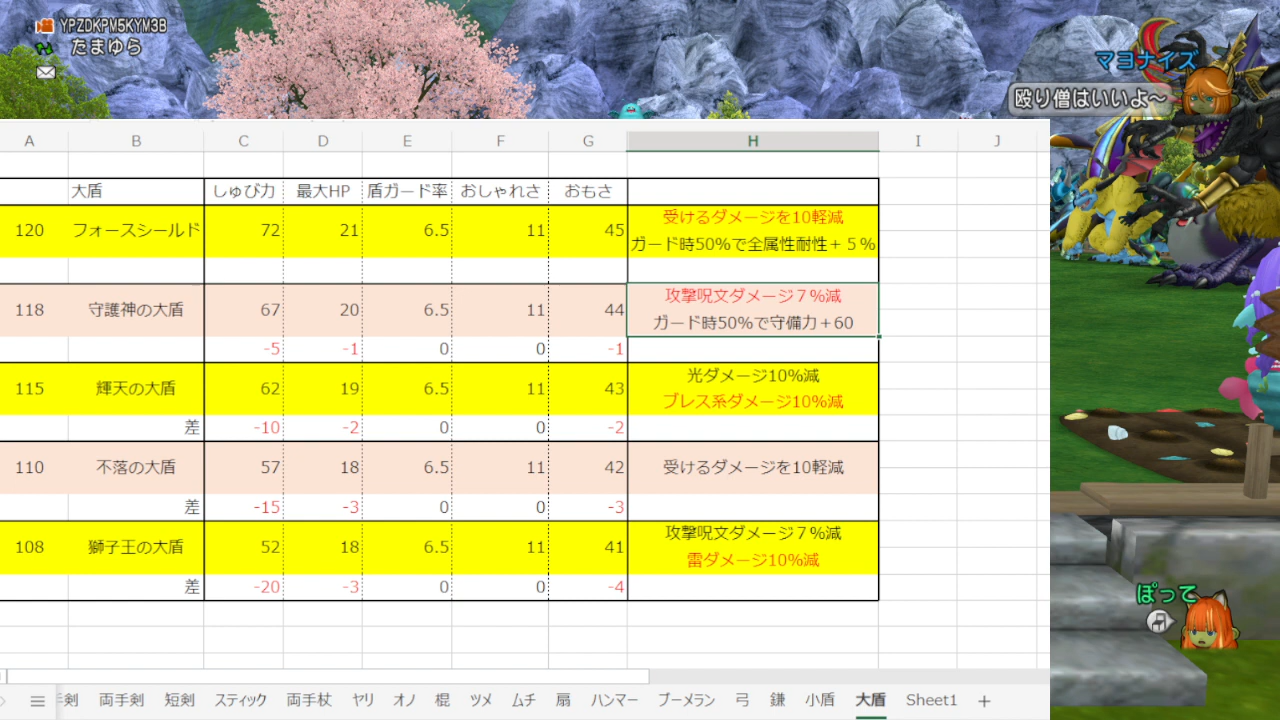 YPZDKPM5KYM3B
たまゆら
マヨナイズ
殴り僧はいいよ～
A B C D E F G H I J
大盾 しゅび力 最大HP 盾ガード率 おしゃれさ おもさ
120 フォースシールド 72 21 6.5 11 45 受けるダメージを10軽減
ガード時50%で全属性耐性＋５%
118 守護神の大盾 67 20 6.5 11 44 攻撃呪文ダメージ７%減
ガード時50%で守備力＋60
-5 -1 0 0 -1
115 輝天の大盾 62 19 6.5 11 43 光ダメージ10%減
ブレス系ダメージ10%減
差 -10 -2 0 0 -2
110 不落の大盾 57 18 6.5 11 42 受けるダメージを10軽減
差 -15 -3 0 0 -3
108 獅子王の大盾 52 18 6.5 11 41 攻撃呪文ダメージ７%減
雷ダメージ10%減
差 -20 -3 0 0 -4
ぽって
手剣 両手剣 短剣 スティック 両手杖 ヤリ オノ 棍 ツメ ムチ 扇 ハンマー ブーメラン 弓 鎌 小盾 大盾 Sheet1 +